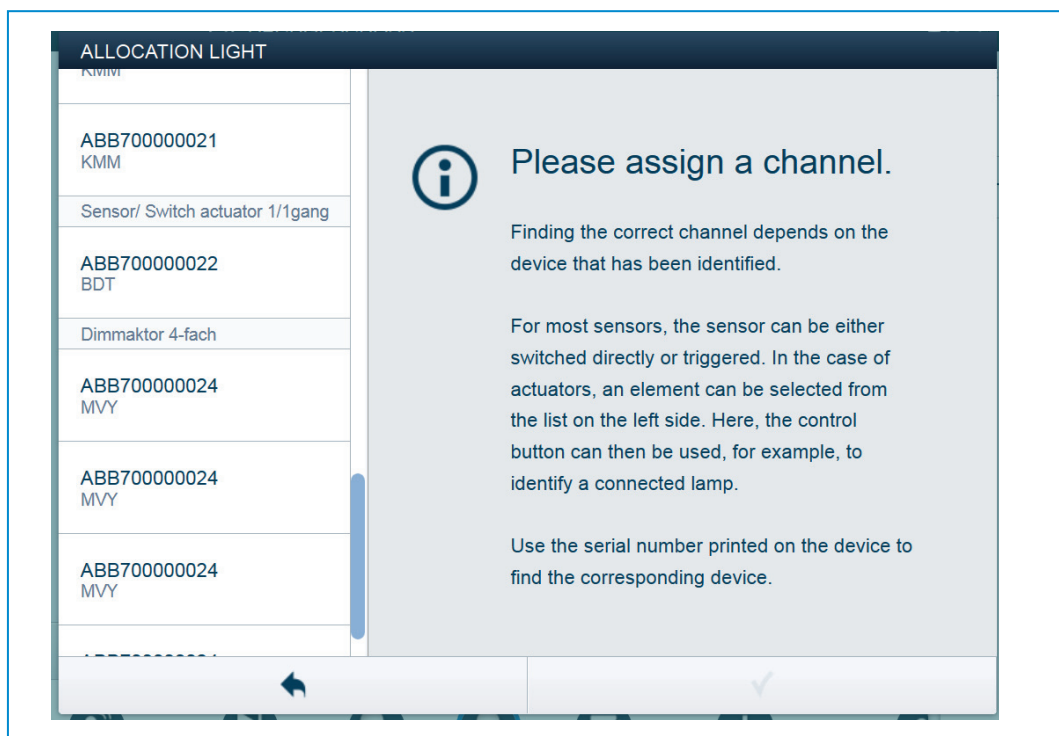 ALLOCATION LIGHT
KMM
ABB700000021
KMM
Sensor/ Switch actuator 1/1gang
ABB700000022
BDT
Dimmaktor 4-fach
ABB700000024
MVY
ABB700000024
MVY
ABB700000024
MVY
Please assign a channel.
Finding the correct channel depends on the
device that has been identified.
For most sensors, the sensor can be either
switched directly or triggered. In the case of
actuators, an element can be selected from
the list on the left side. Here, the control
button can then be used, for example, to
identify a connected lamp.
Use the serial number printed on the device to
find the corresponding device.